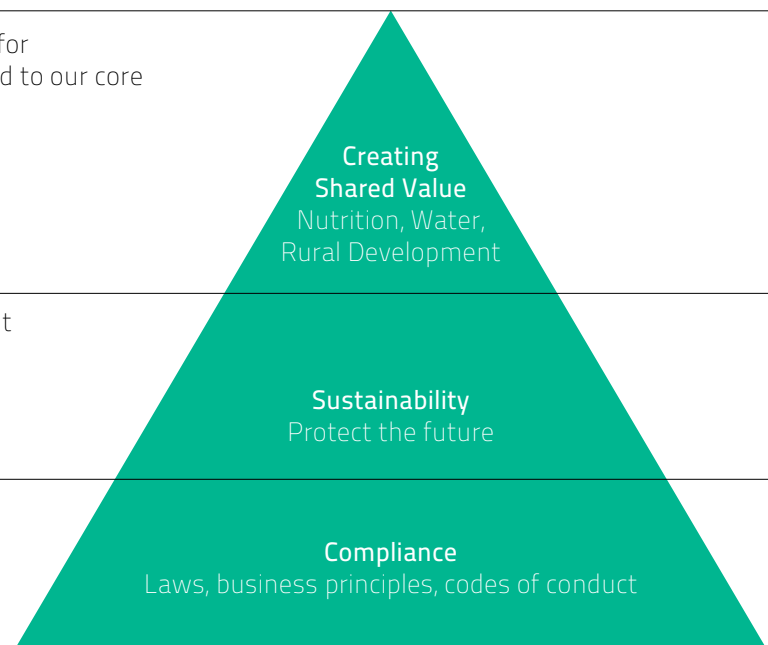 for
d to our core
Creating
Shared Value
Nutrition, Water,
Rural Development
t
Sustainability
Protect the future
Compliance
Laws, business principles, codes of conduct